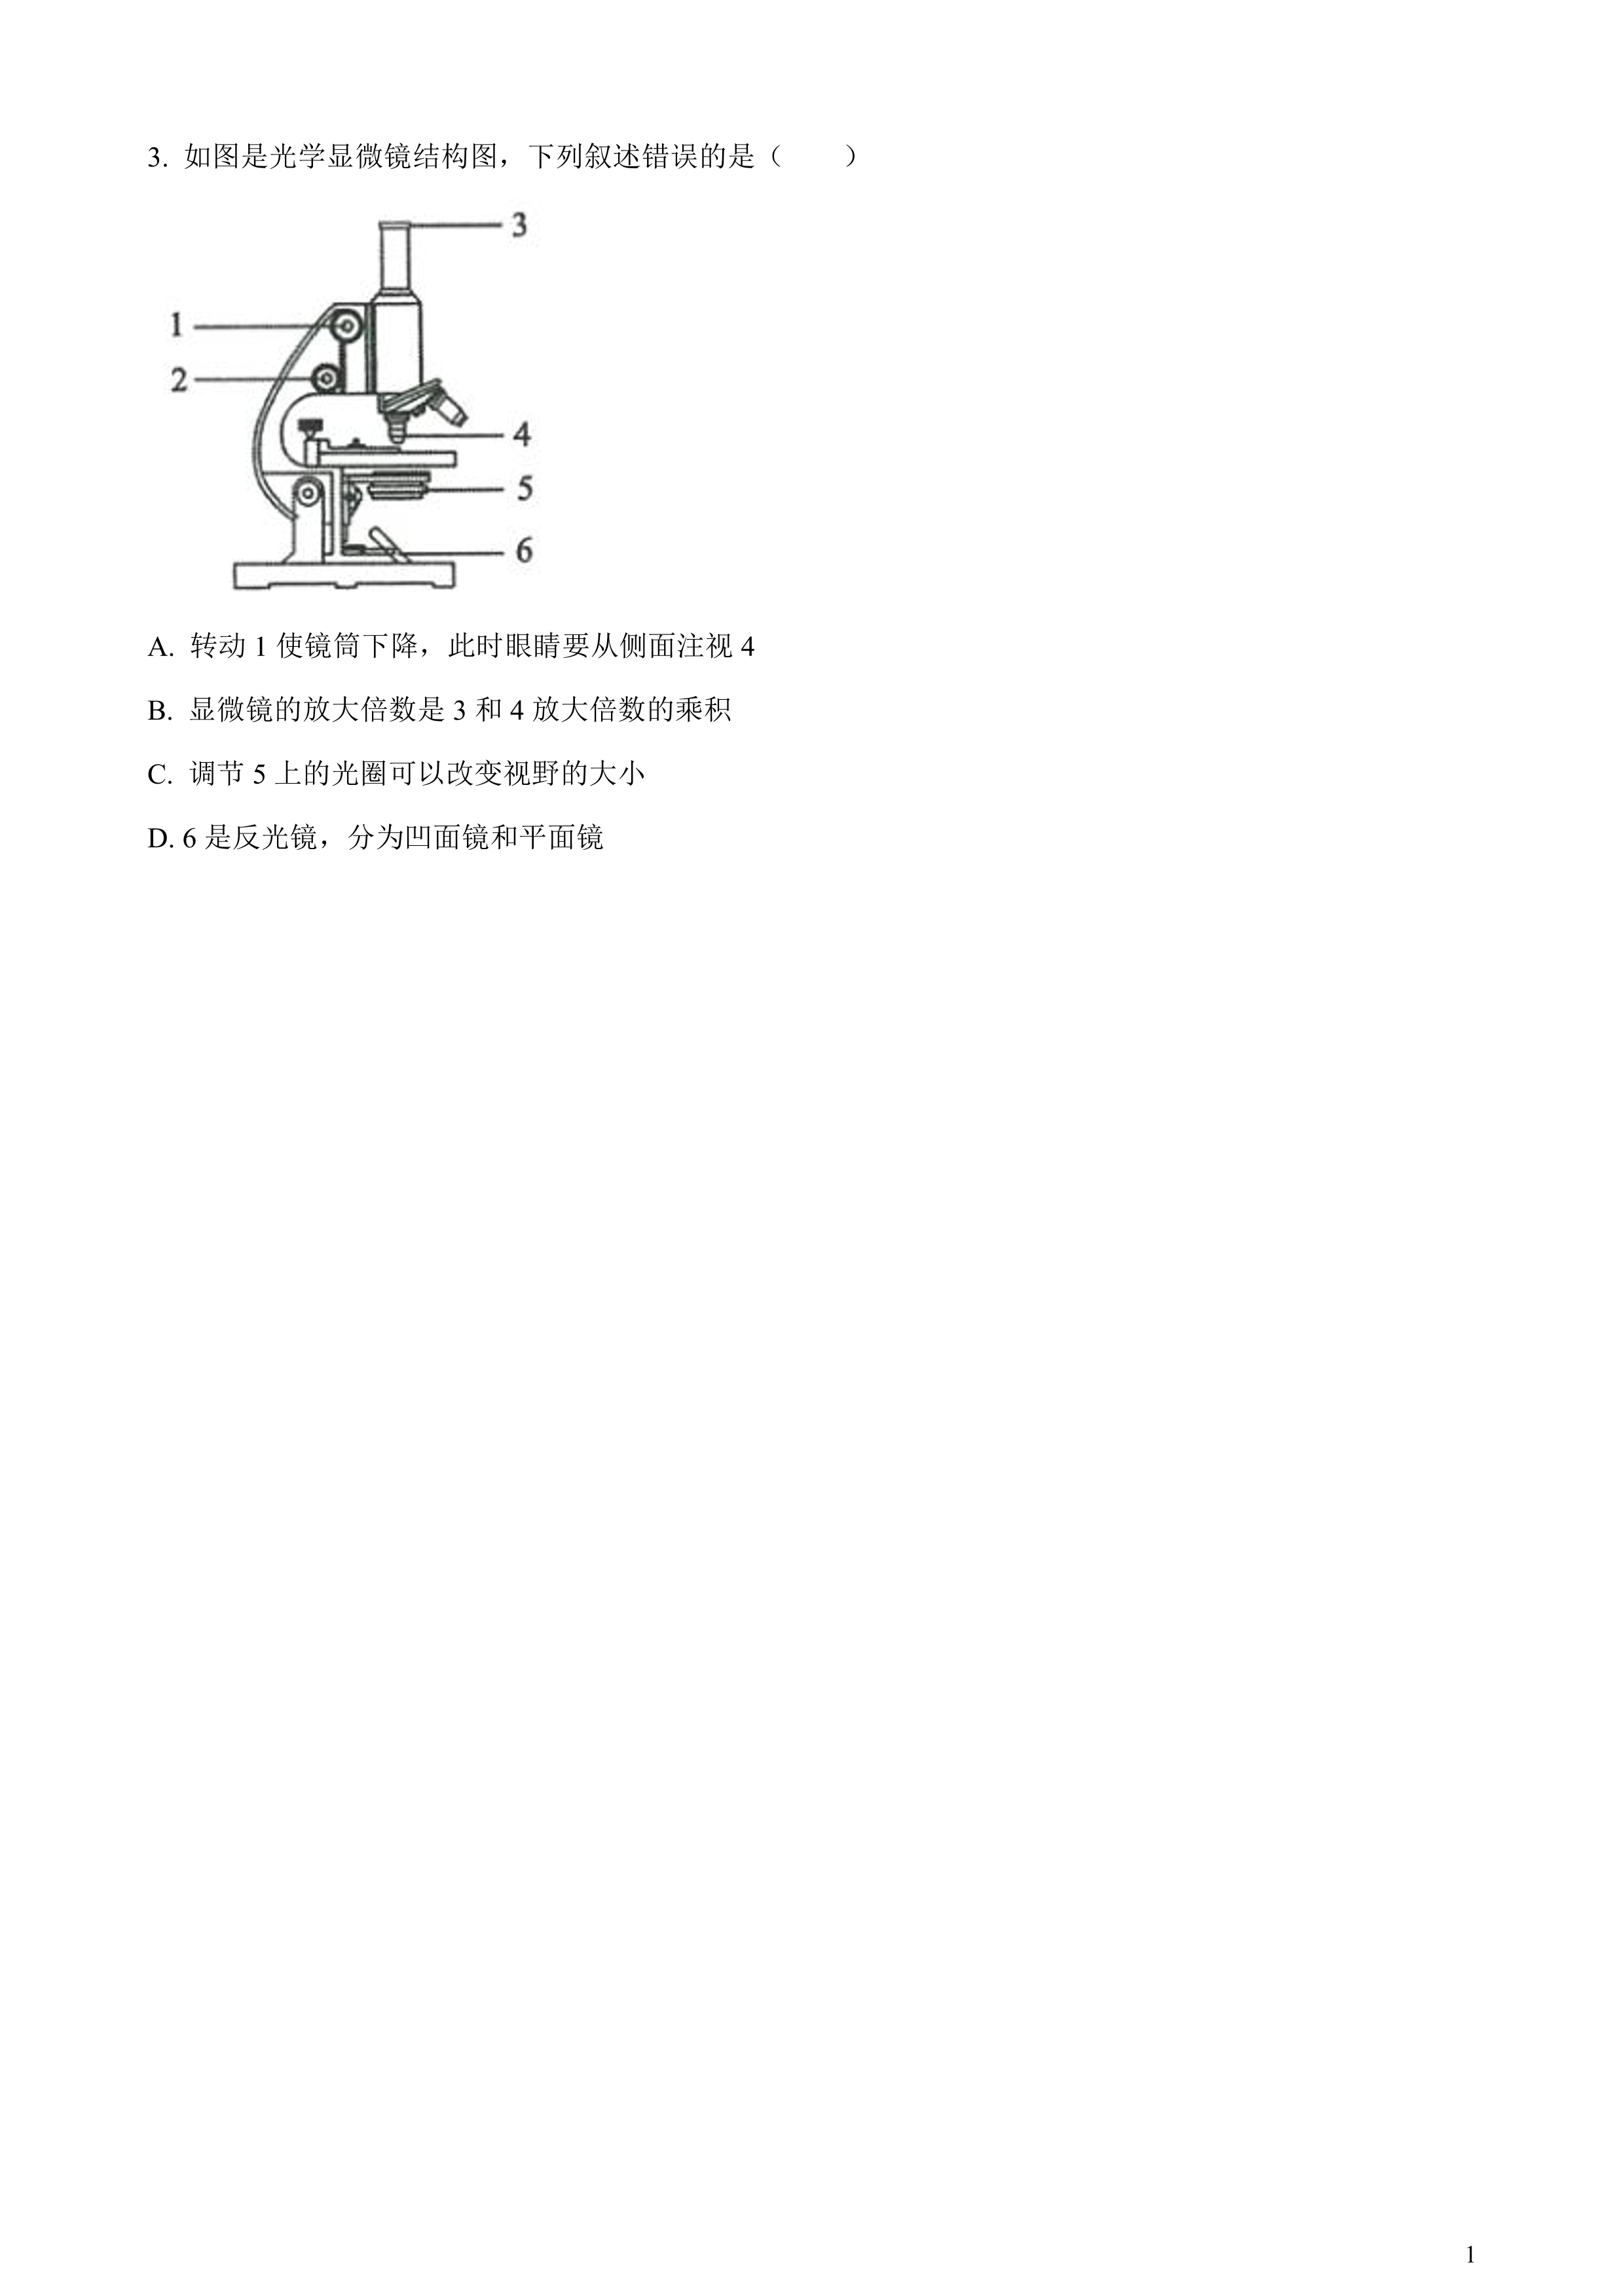 3. 如图是光学显微镜结构图，下列叙述错误的是（　　）
3
1
2
4
5
6
A. 转动 1 使镜筒下降，此时眼睛要从侧面注视 4
B. 显微镜的放大倍数是 3 和 4 放大倍数的乘积
C. 调节 5 上的光圈可以改变视野的大小
D. 6 是反光镜，分为凹面镜和平面镜
1